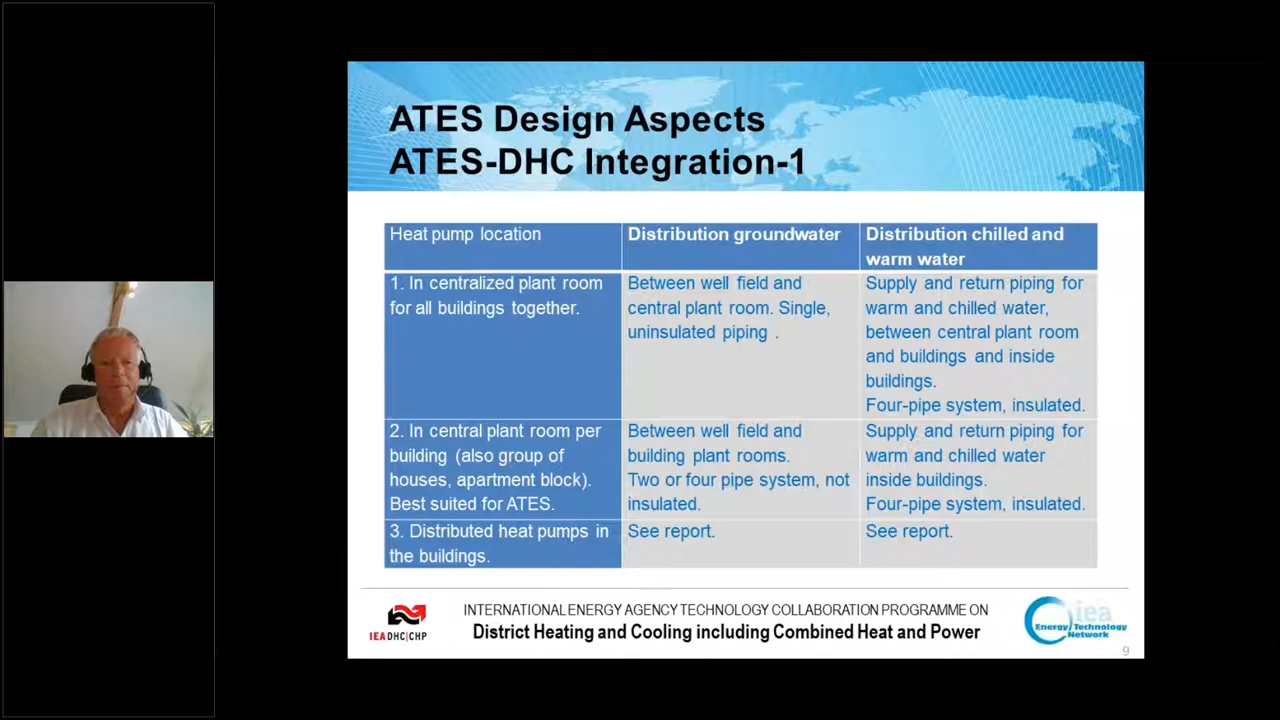 ATES Design Aspects
ATES-DHC Integration-1
Heat pump location
Distribution groundwater
Distribution chilled and
warm water
1. In centralized plant room
for all buildings together.
Between well field and
central plant room. Single,
uninsulated piping .
Supply and return piping for
warm and chilled water,
between central plant room
and buildings and inside
buildings.
Four-pipe system, insulated.
2. In central plant room per
building (also group of
houses, apartment block).
Best suited for ATES.
Between well field and
building plant rooms.
Two or four pipe system, not
insulated.
Supply and return piping for
warm and chilled water
inside buildings.
Four-pipe system, insulated.
3. Distributed heat pumps in
the buildings.
See report.
See report.
IEA DHC|CHP
INTERNATIONAL ENERGY AGENCY TECHNOLOGY COLLABORATION PROGRAMME ON
District Heating and Cooling including Combined Heat and Power
iea
Energy Technology
Network
9